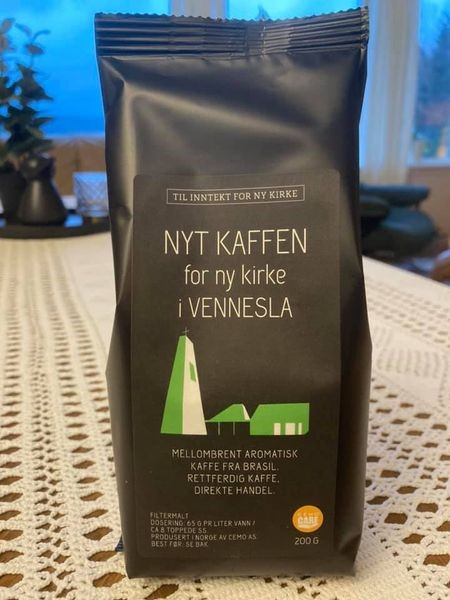 TIL INNTEKT FOR NY KIRKE
NYT KAFFEN
for ny kirke
i VENNESLA
MELLOMBRENT AROMATISK
KAFFE FRA BRASIL.
RETTFERDIG KAFFE,
DIREKTE HANDEL.
FILTERMALT
DOSERING: 65 G PR LITER VANN /
CA 8 TOPPEDE SS.
PRODUSERT I NORGE AV CEMO AS.
BEST FØR: SE BAK.
CARE
200 G